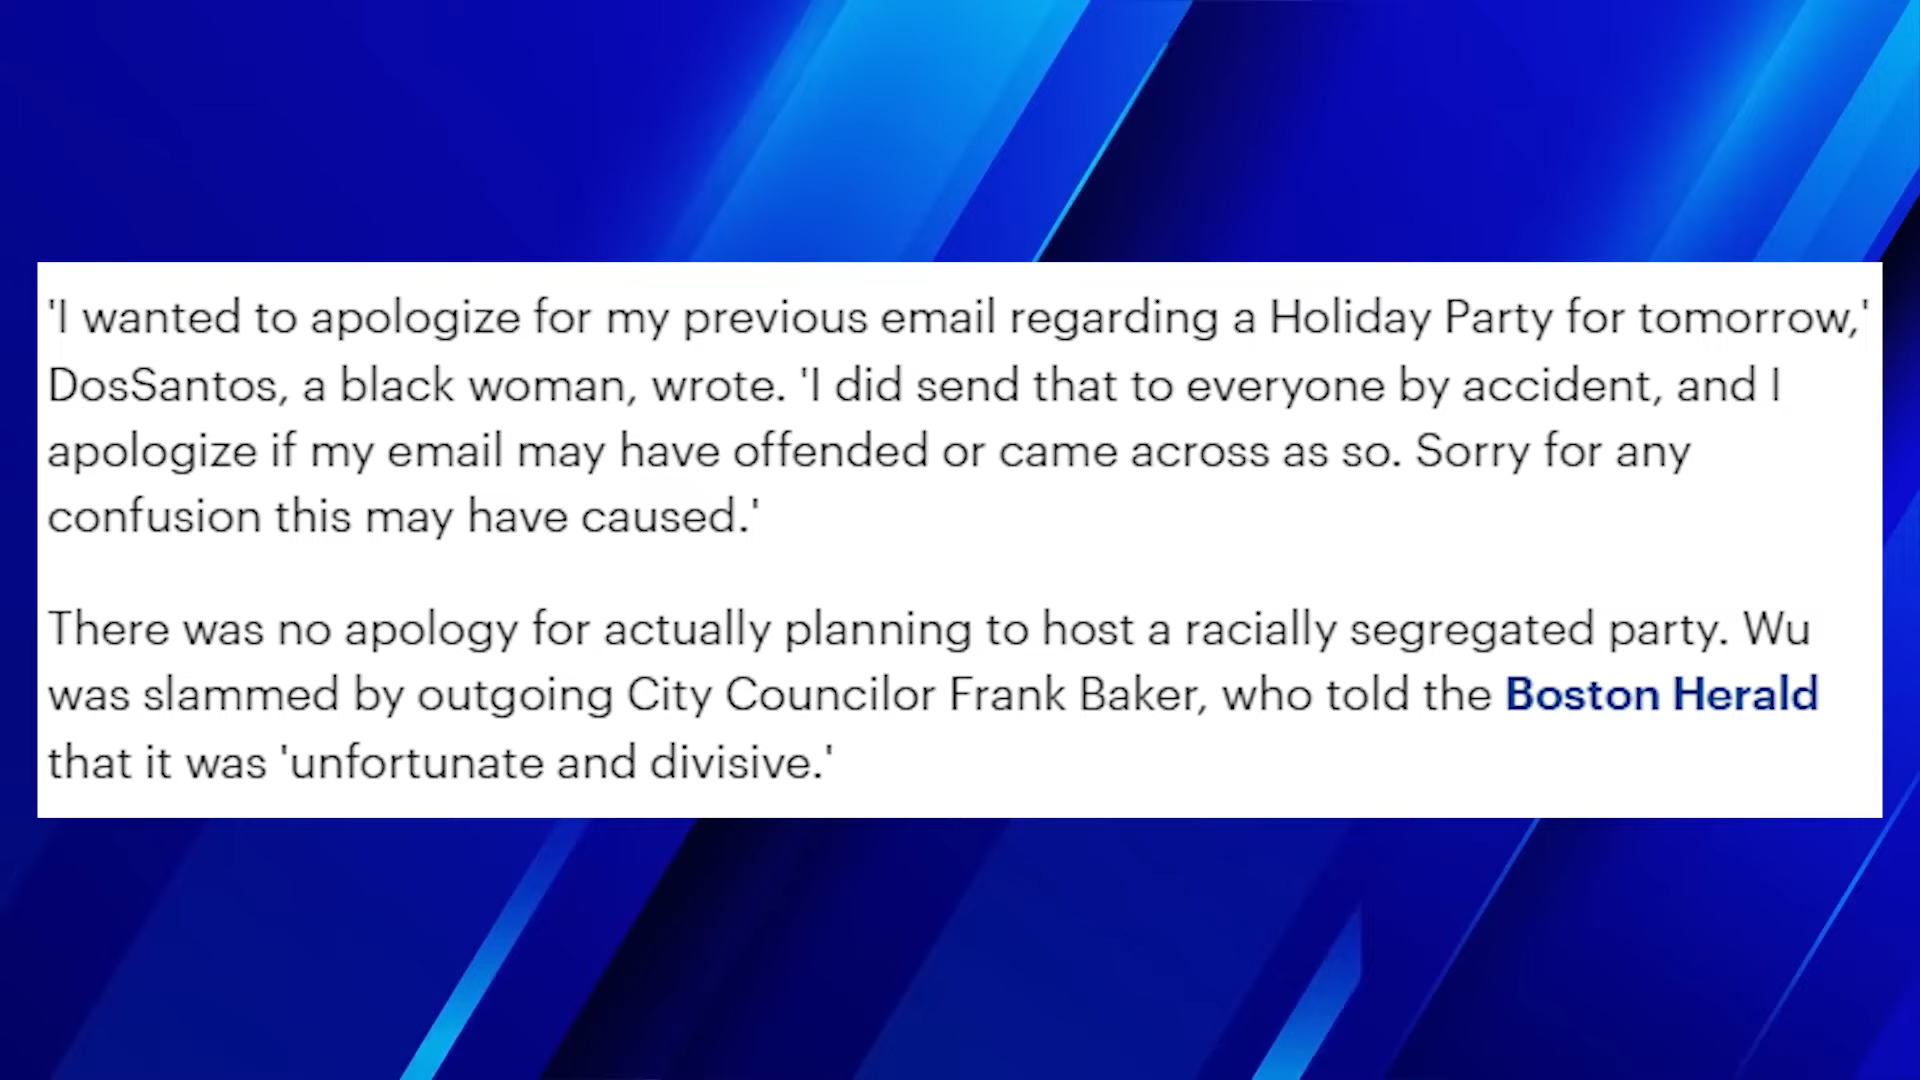 'I wanted to apologize for my previous email regarding a Holiday Party for tomorrow,'
DosSantos, a black woman, wrote. 'I did send that to everyone by accident, and I
apologize if my email may have offended or came across as so. Sorry for any
confusion this may have caused.'
There was no apology for actually planning to host a racially segregated party. Wu
was slammed by outgoing City Councilor Frank Baker, who told the Boston Herald
that it was 'unfortunate and divisive.'